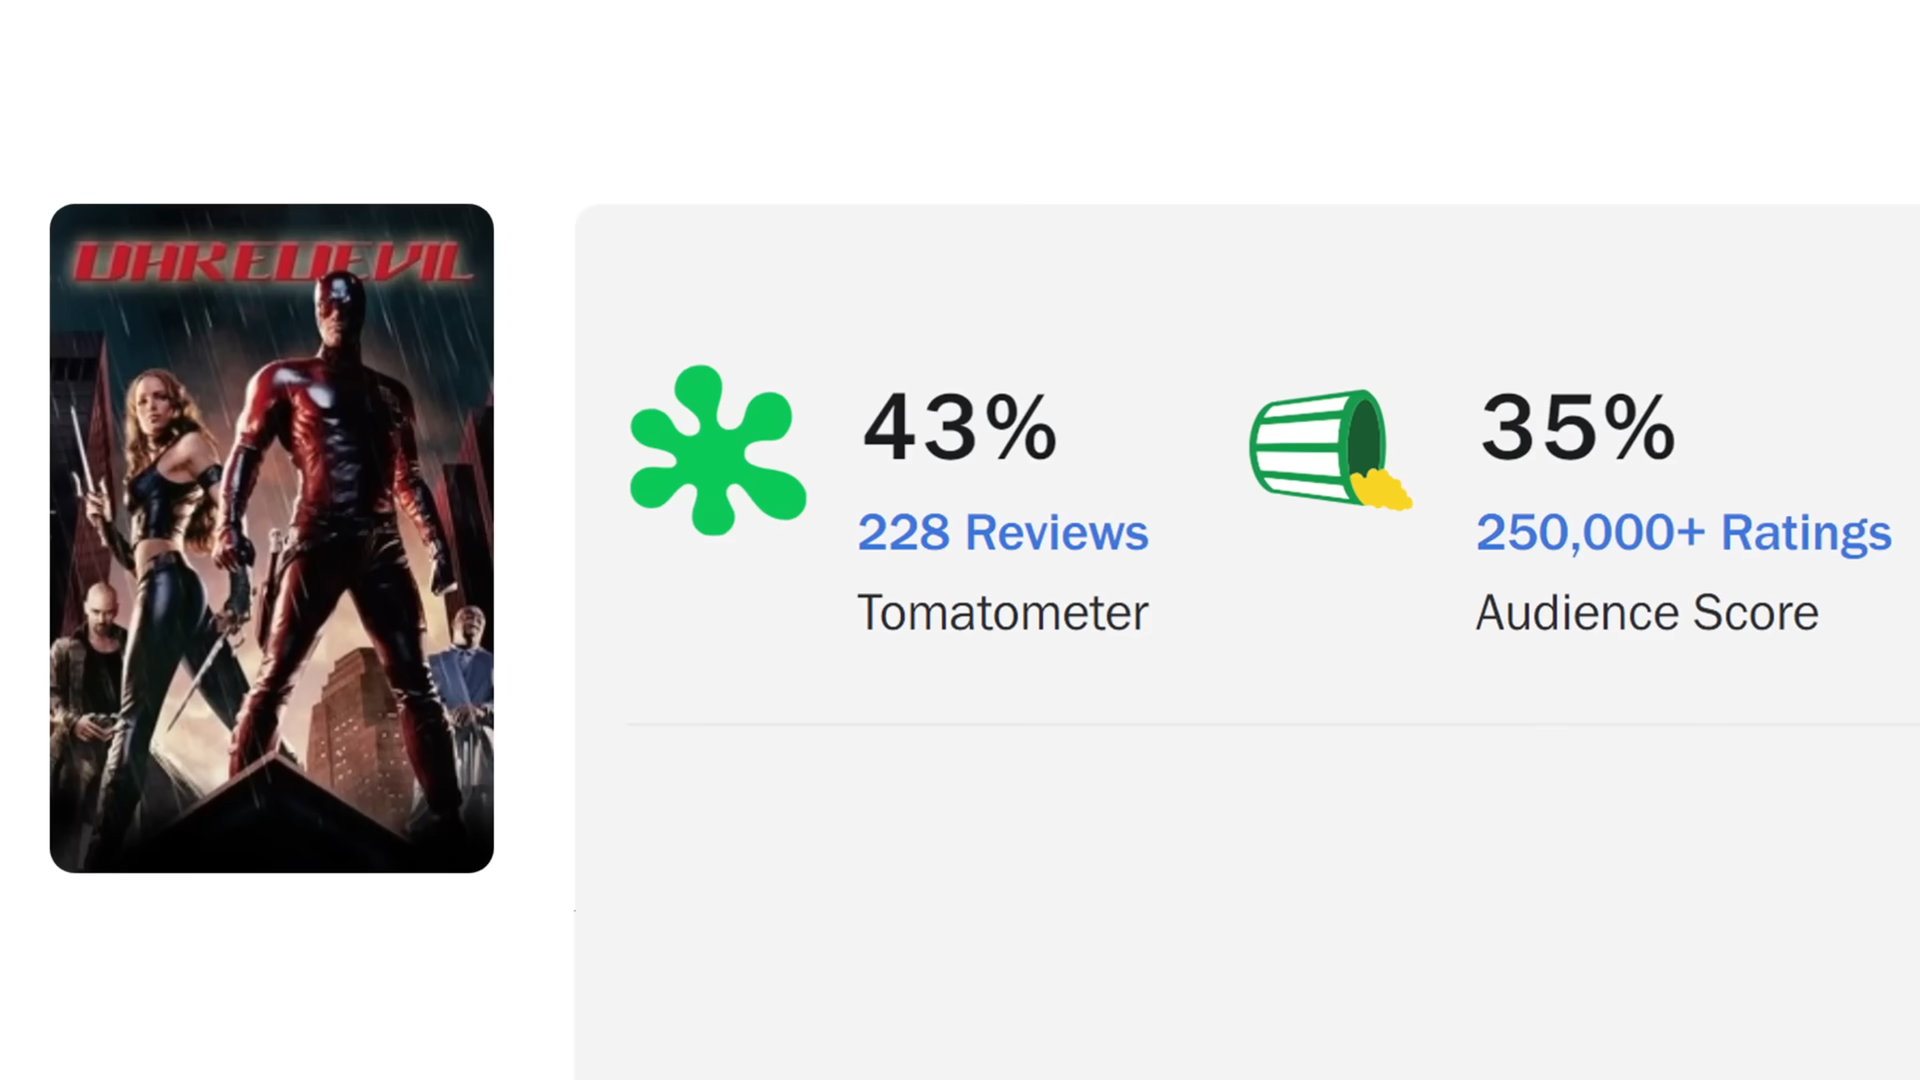 DAREDEVIL
43%
228 Reviews
Tomatometer
35%
250,000+ Ratings
Audience Score